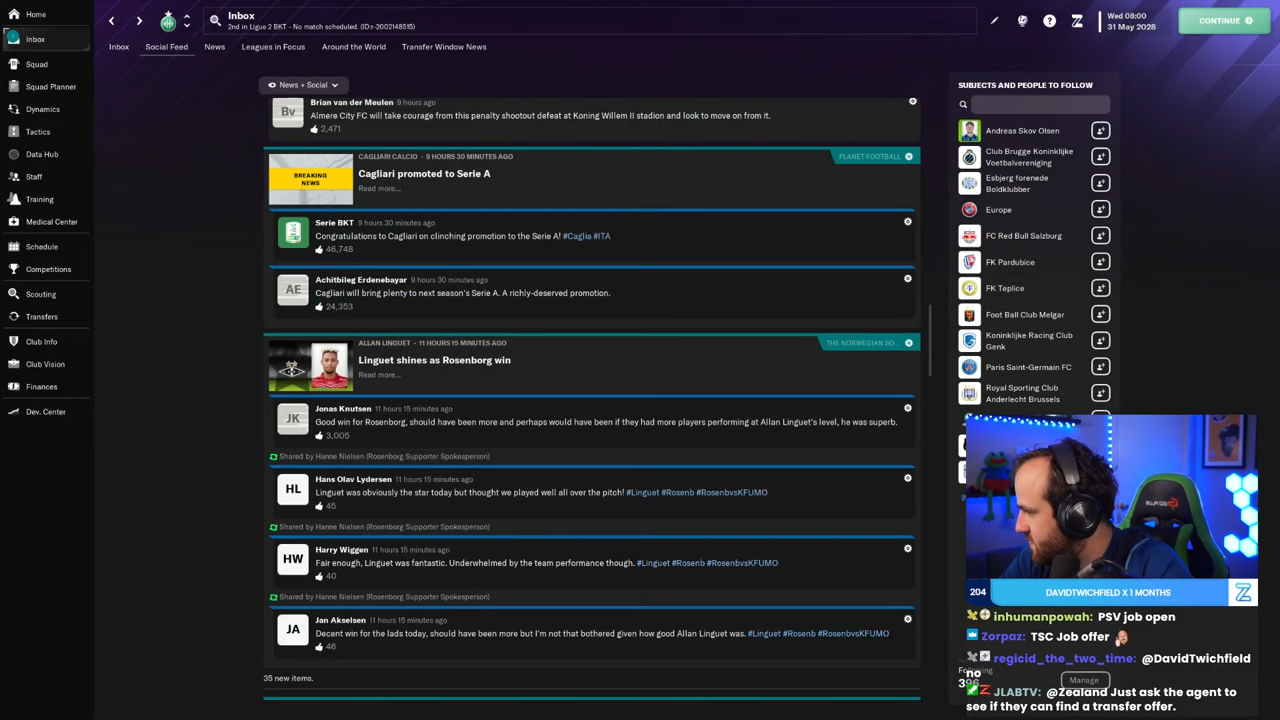 Home
Inbox
Squad
Squad Planner
Dynamics
Tactics
Data Hub
Staff
Training
Medical Center
Schedule
Competitions
Scouting
Transfers
Club Info
Club Vision
Finances
Dev. Center
Inbox
2nd in Ligue 2 BKT - No match scheduled. (ID:r-2002148515)
Wed 08:00
31 May 2028
CONTINUE
Inbox
Social Feed
News
Leagues in Focus
Around the World
Transfer Window News
News + Social
Bv
Brian van der Meulen 9 hours ago
Almere City FC will take courage from this penalty shootout defeat at Koning Willem II stadion and look to move on from it.
2,471
BREAKING
NEWS
CAGLIARI CALCIO - 9 HOURS 30 MINUTES AGO
PLANET FOOTBALL
Cagliari promoted to Serie A
Read more...
Serie BKT 9 hours 30 minutes ago
Congratulations to Cagliari on clinching promotion to the Serie A! #Caglia #ITA
46,748
AE
Achitbileg Erdenebayar 9 hours 30 minutes ago
Cagliari will bring plenty to next season's Serie A. A richly-deserved promotion.
24,353
ALLAN LINGUET - 11 HOURS 15 MINUTES AGO
THE NORWEGIAN SO...
Linguet shines as Rosenborg win
Read more...
JK
Jonas Knutsen 11 hours 15 minutes ago
Good win for Rosenborg, should have been more and perhaps would have been if they had more players performing at Allan Linguet's level, he was superb.
3,005
Shared by Hanne Nielsen (Rosenborg Supporter Spokesperson)
HL
Hans Olav Lydersen 11 hours 15 minutes ago
Linguet was obviously the star today but thought we played well all over the pitch! #Linguet #Rosenb #RosenbvsKFUMO
45
Shared by Hanne Nielsen (Rosenborg Supporter Spokesperson)
HW
Harry Wiggen 11 hours 15 minutes ago
Fair enough, Linguet was fantastic. Underwhelmed by the team performance though. #Linguet #Rosenb #RosenbvsKFUMO
40
Shared by Hanne Nielsen (Rosenborg Supporter Spokesperson)
JA
Jan Akselsen 11 hours 15 minutes ago
Decent win for the lads today, should have been more but I'm not that bothered given how good Allan Linguet was. #Linguet #Rosenb #RosenbvsKFUMO
46
35 new items.
SUBJECTS AND PEOPLE TO FOLLOW
Andreas Skov Olsen
Club Brugge Koninklijke
Voetbalvereniging
Esbjerg forenede
Boldklubber
Europe
FC Red Bull Salzburg
FK Pardubice
FK Teplice
Foot Ball Club Melgar
Koninklijke Racing Club
Genk
Paris Saint-Germain FC
Royal Sporting Club
Anderlecht Brussels
204
DAVIDTWICHFIELD X 1 MONTHS
inhumanpowah: PSV job open
Zorpaz: TSC Job offer
regicid_the_two_time: @DavidTwichfield
no
Following
396
Manage
JLABTV: @Zealand Just ask the agent to
see if they can find a transfer offer.